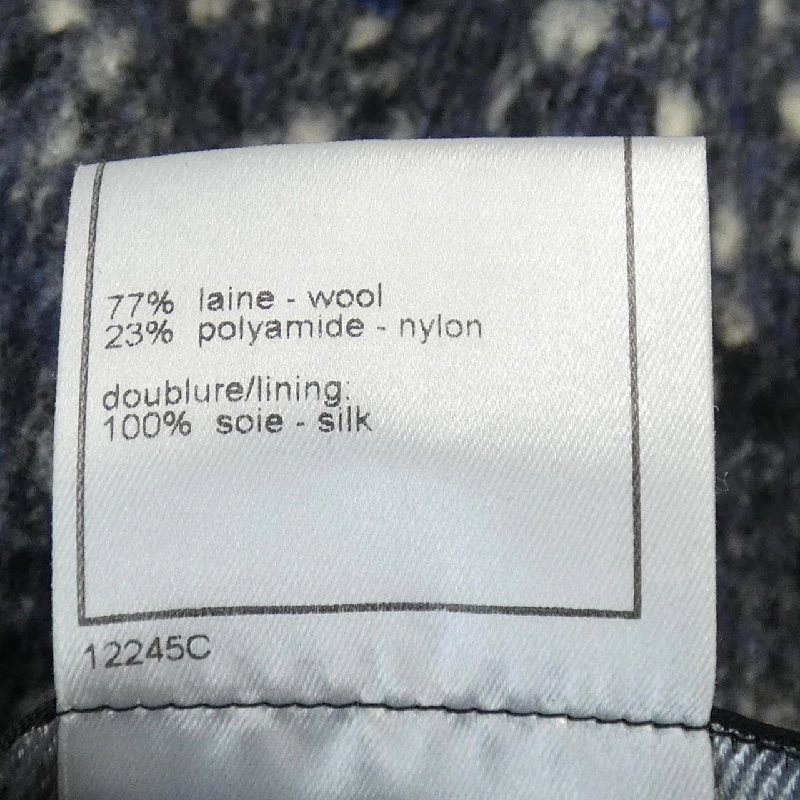 77% laine - wool
23% polyamide - nylon
doublure/lining:
100% soie - silk
12245C